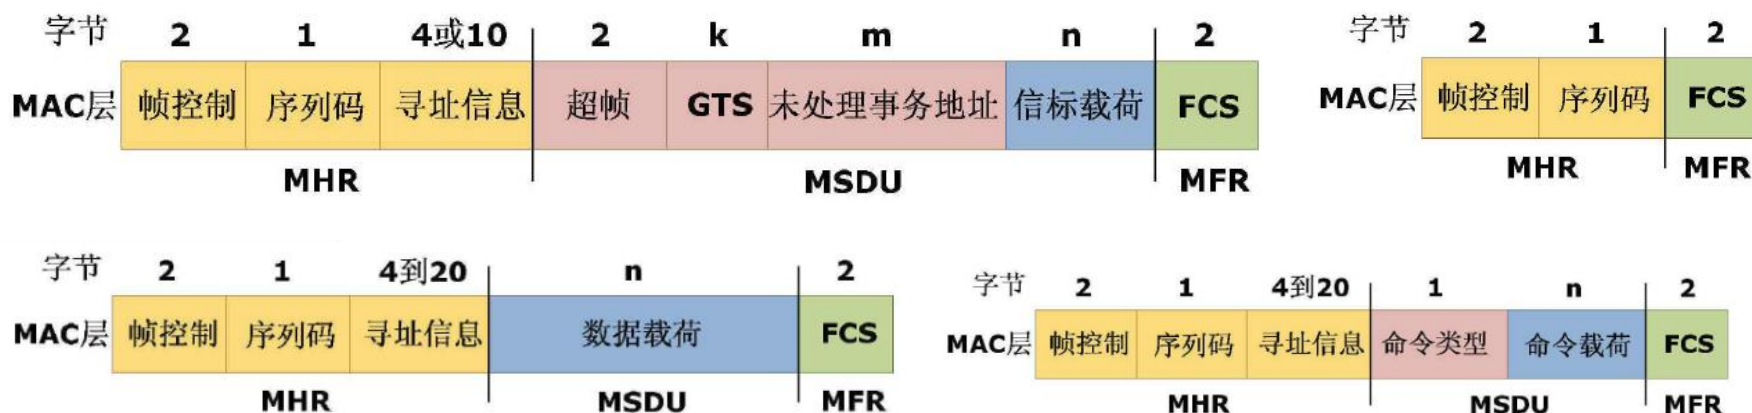 字节 2 1 4或10 2 k m n 2
MAC层 帧控制 序列码 寻址信息 超帧 GTS 未处理事务地址 信标载荷 FCS
MHR MSDU MFR
字节 2 1 2
MAC层 帧控制 序列码 FCS
MHR MFR
字节 2 1 4到20 n 2
MAC层 帧控制 序列码 寻址信息 数据载荷 FCS
MHR MSDU MFR
字节 2 1 4到20 1 n 2
MAC层 帧控制 序列码 寻址信息 命令类型 命令载荷 FCS
MHR MSDU MFR